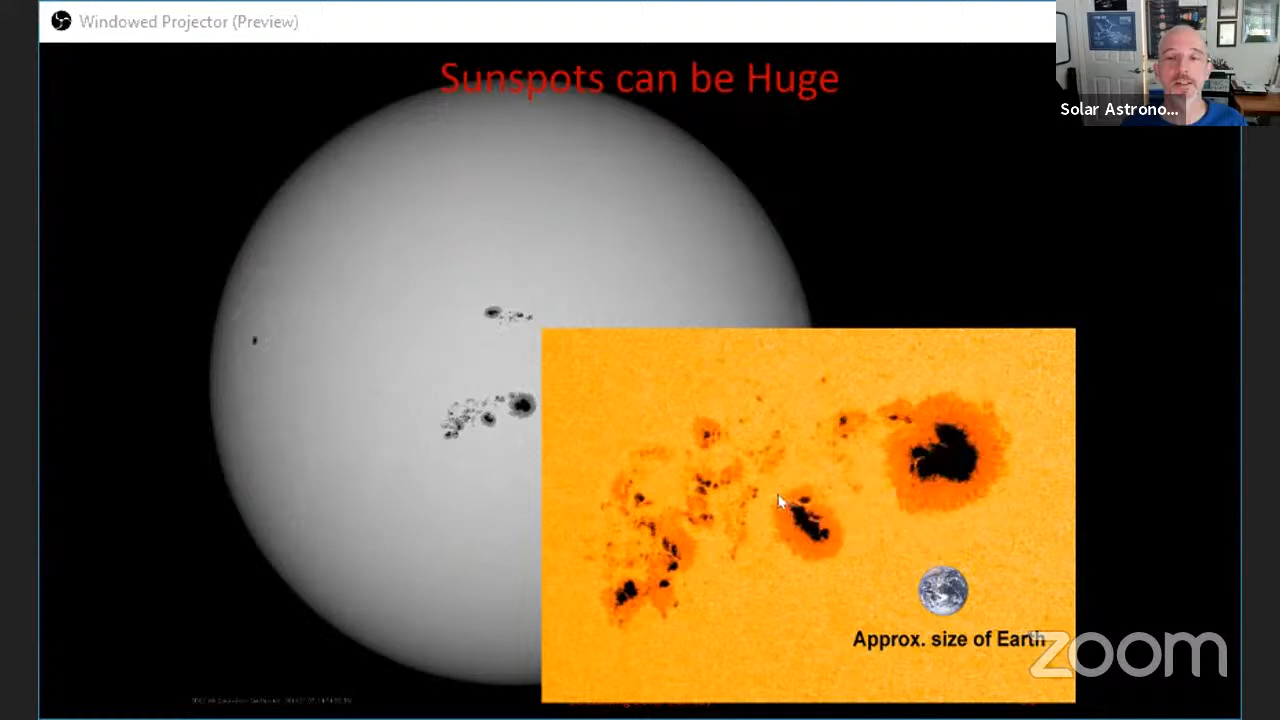 Windowed Projector (Preview)
Sunspots can be Huge
Solar Astrono...
Approx. size of Earth
zoom